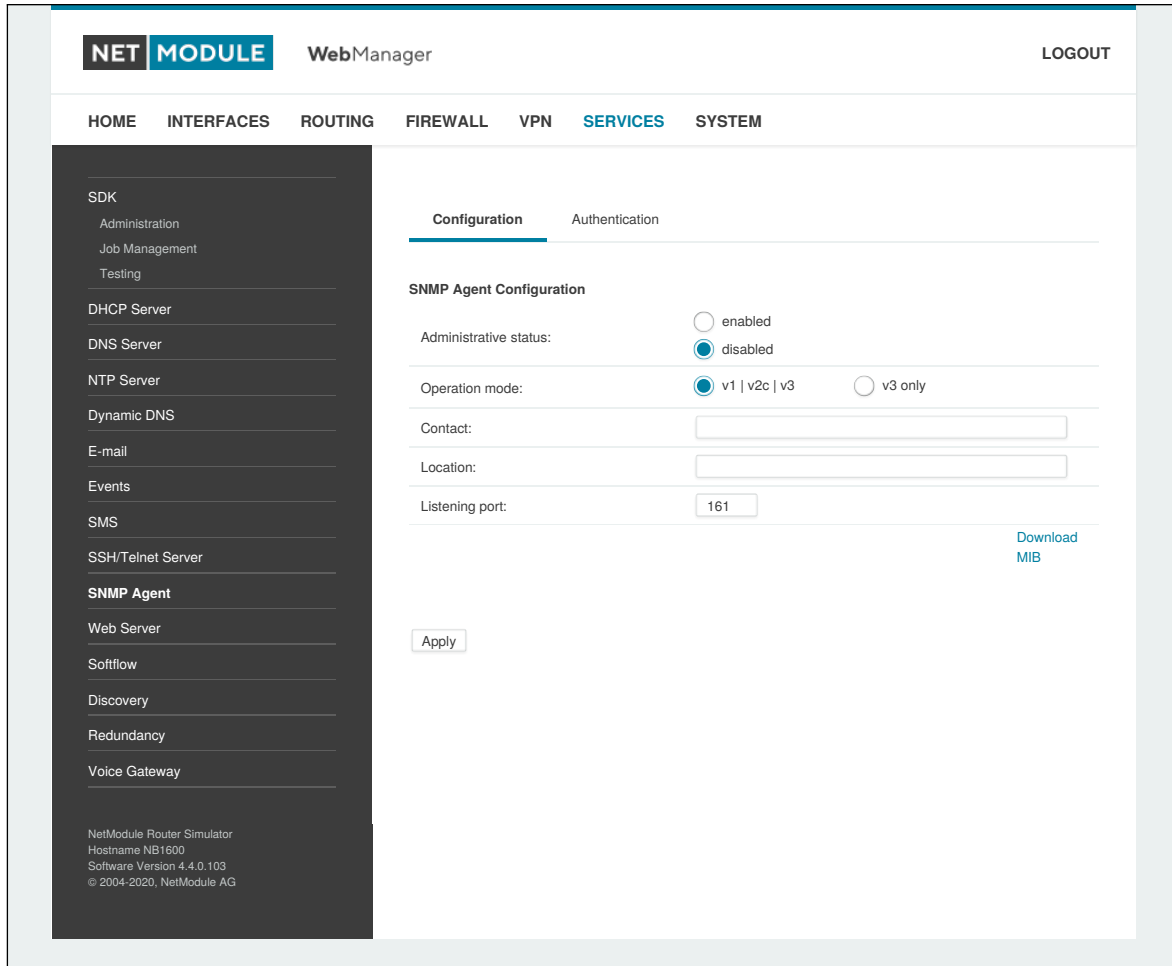 NET MODULE WebManager LOGOUT
HOME INTERFACES ROUTING FIREWALL VPN SERVICES SYSTEM
SDK
Administration
Job Management
Testing
DHCP Server
DNS Server
NTP Server
Dynamic DNS
E-mail
Events
SMS
SSH/Telnet Server
SNMP Agent
Web Server
Softflow
Discovery
Redundancy
Voice Gateway
NetModule Router Simulator
Hostname NB1600
Software Version 4.4.0.103
© 2004-2020, NetModule AG
Configuration Authentication
SNMP Agent Configuration
Administrative status:
enabled
disabled
Operation mode: v1 | v2c | v3 v3 only
Contact:
Location:
Listening port: 161
Download
MIB
Apply